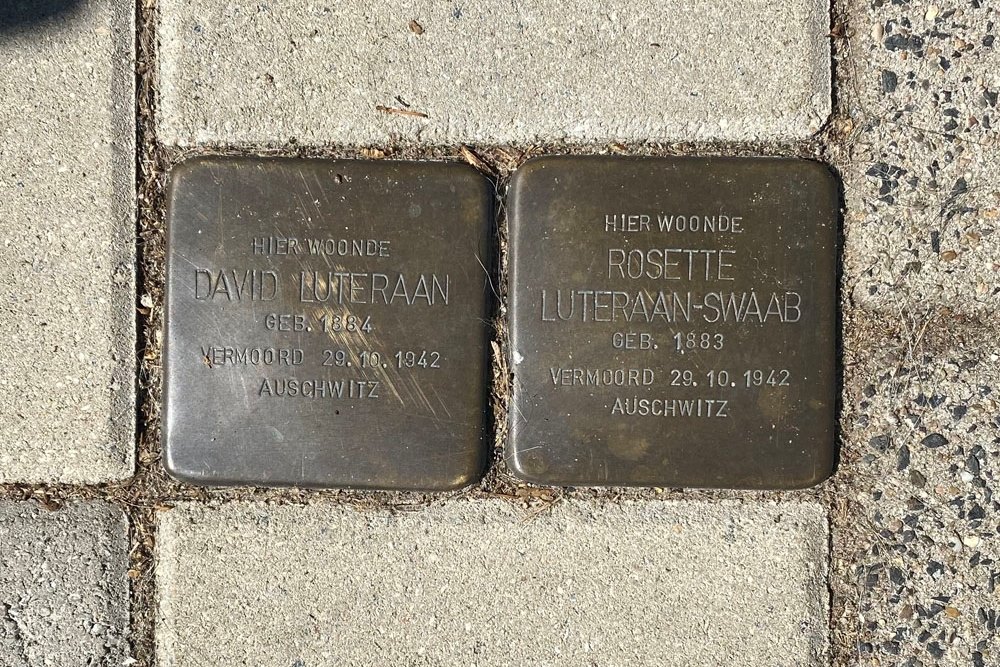 HIER WOONDE
DAVID LUTERAAN
GEB. 1884
VERMOORD 29.10.1942
AUSCHWITZ
HIER WOONDE
ROSETTE
LUTERAAN-SWAAB
GEB. 1883
VERMOORD 29.10.1942
AUSCHWITZ